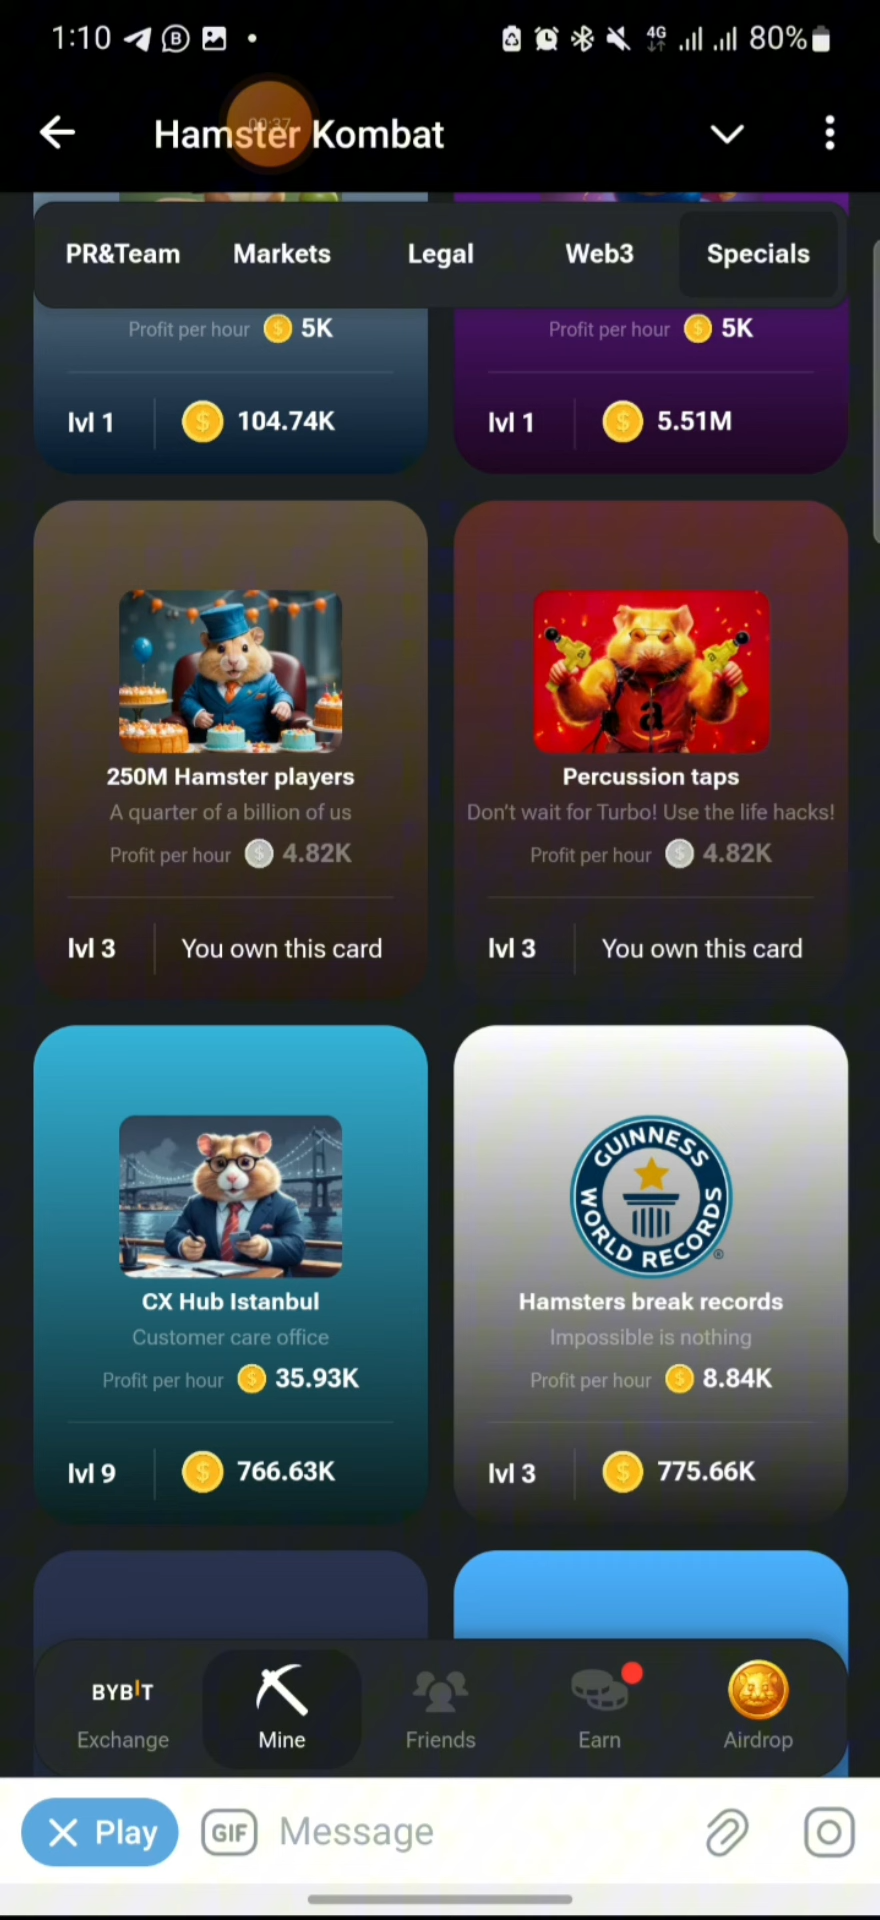 1:10
4G
80%
00:37
Hamster Kombat
PR&Team Markets Legal Web3 Specials
Profit per hour 5K
Profit per hour 5K
lvl 1 104.74K
lvl 1 5.51M
250M Hamster players
A quarter of a billion of us
Profit per hour 4.82K
lvl 3 You own this card
Percussion taps
Don't wait for Turbo! Use the life hacks!
Profit per hour 4.82K
lvl 3 You own this card
CX Hub Istanbul
Customer care office
Profit per hour 35.93K
lvl 9 766.63K
GUINNESS
WORLD RECORDS
Hamsters break records
Impossible is nothing
Profit per hour 8.84K
lvl 3 775.66K
BYBIT
Exchange Mine Friends Earn Airdrop
Play GIF Message